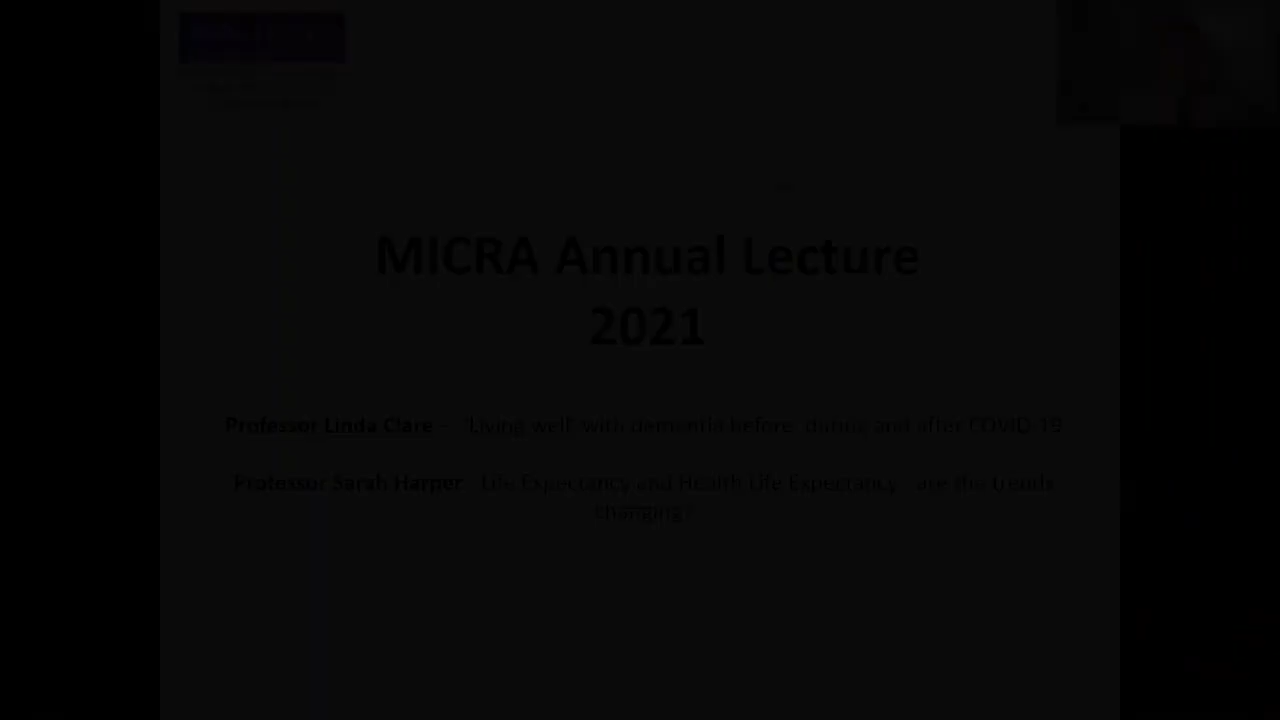 MICRA Annual Lecture
2021
Professor Linda Clare – 'Living well' with dementia before, during and after COVID-19
Professor Sarah Harper - Life Expectancy and Health Life Expectancy - are the trends
changing?